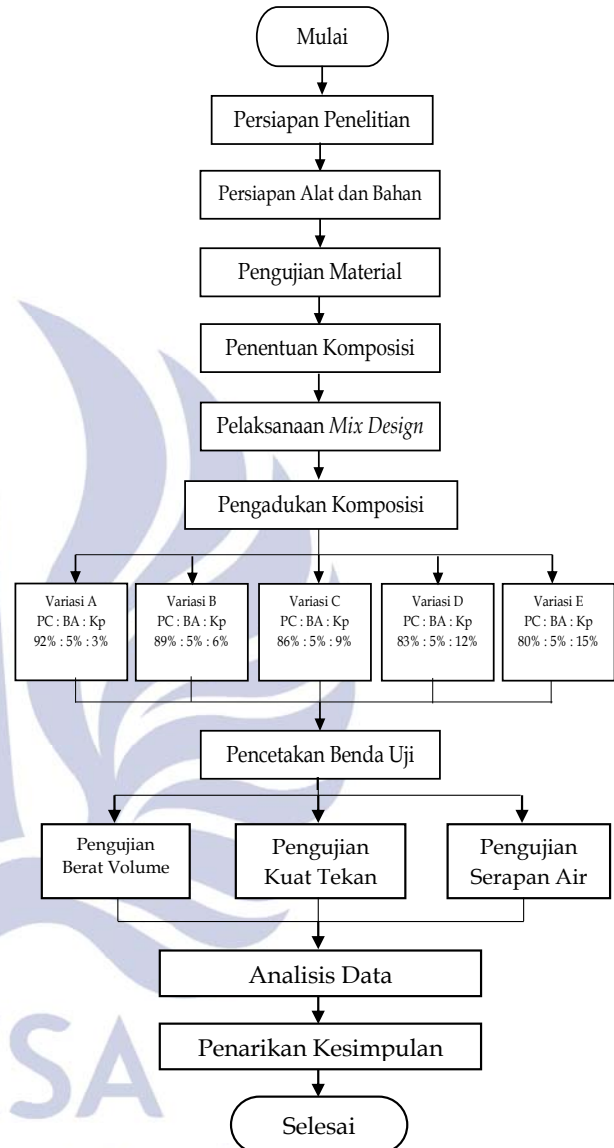 Mulai
Persiapan Penelitian
Persiapan Alat dan Bahan
Pengujian Material
Penentuan Komposisi
Pelaksanaan Mix Design
Pengadukan Komposisi
Variasi A
PC : BA : Kp
92% : 5% : 3%
Variasi B
PC : BA : Kp
89% : 5% : 6%
Variasi C
PC : BA : Kp
86% : 5% : 9%
Variasi D
PC : BA : Kp
83% : 5% : 12%
Variasi E
PC : BA : Kp
80% : 5% : 15%
Pencetakan Benda Uji
Pengujian
Berat Volume
Pengujian
Kuat Tekan
Pengujian
Serapan Air
Analisis Data
Penarikan Kesimpulan
Selesai
SA